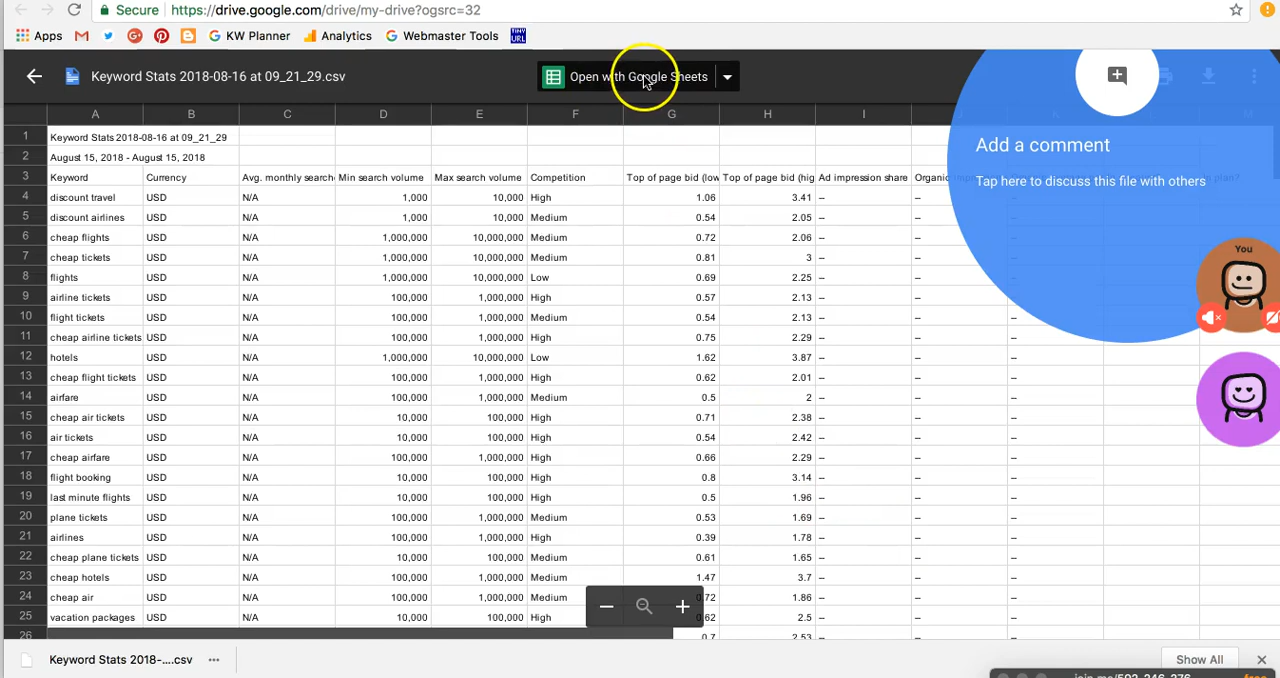 Secure https://drive.google.com/drive/my-drive?ogsrc=32
Apps KW Planner Analytics Webmaster Tools TINY URL
Keyword Stats 2018-08-16 at 09_21_29.csv Open with Google Sheets
A B C D E F G H I
1 Keyword Stats 2018-08-16 at 09_21_29
2 August 15, 2018 - August 15, 2018
3 Keyword Currency Avg. monthly search Min search volume Max search volume Competition Top of page bid (low Top of page bid (hig Ad impression share Organic
4 discount travel USD N/A 1,000 10,000 High 1.06 3.41 --
5 discount airlines USD N/A 1,000 10,000 Medium 0.54 2.05 --
6 cheap flights USD N/A 1,000,000 10,000,000 Medium 0.72 2.06 -- --
7 cheap tickets USD N/A 1,000,000 10,000,000 Medium 0.81 3 -- --
8 flights USD N/A 1,000,000 10,000,000 Low 0.69 2.25 -- --
9 airline tickets USD N/A 100,000 1,000,000 High 0.57 2.13 -- -- --
10 flight tickets USD N/A 100,000 1,000,000 Medium 0.54 2.13 -- -- --
11 cheap airline tickets USD N/A 100,000 1,000,000 High 0.75 2.29 -- -- --
12 hotels USD N/A 1,000,000 10,000,000 Low 1.62 3.87 -- -- --
13 cheap flight tickets USD N/A 100,000 1,000,000 High 0.62 2.01 -- -- --
14 airfare USD N/A 100,000 1,000,000 Medium 0.5 2 -- -- --
15 cheap air tickets USD N/A 10,000 100,000 High 0.71 2.38 -- -- --
16 air tickets USD N/A 10,000 100,000 High 0.54 2.42 -- -- --
17 cheap airfare USD N/A 100,000 1,000,000 High 0.66 2.29 -- -- --
18 flight booking USD N/A 10,000 100,000 High 0.8 3.14 -- -- --
19 last minute flights USD N/A 10,000 100,000 High 0.5 1.96 -- -- --
20 plane tickets USD N/A 100,000 1,000,000 Medium 0.53 1.69 -- -- --
21 airlines USD N/A 100,000 1,000,000 High 0.39 1.78 -- -- --
22 cheap plane tickets USD N/A 10,000 100,000 Medium 0.61 1.65 -- -- --
23 cheap hotels USD N/A 100,000 1,000,000 Medium 1.47 3.7 -- -- --
24 cheap air USD N/A 100,000 1,000,000 Medium 0.72 1.86 -- -- --
25 vacation packages USD N/A 10,000 100,000 High 0.62 2.5 -- -- --
26 0.7 2.53
Add a comment
Tap here to discuss this file with others
You
Keyword Stats 2018-....csv Show All